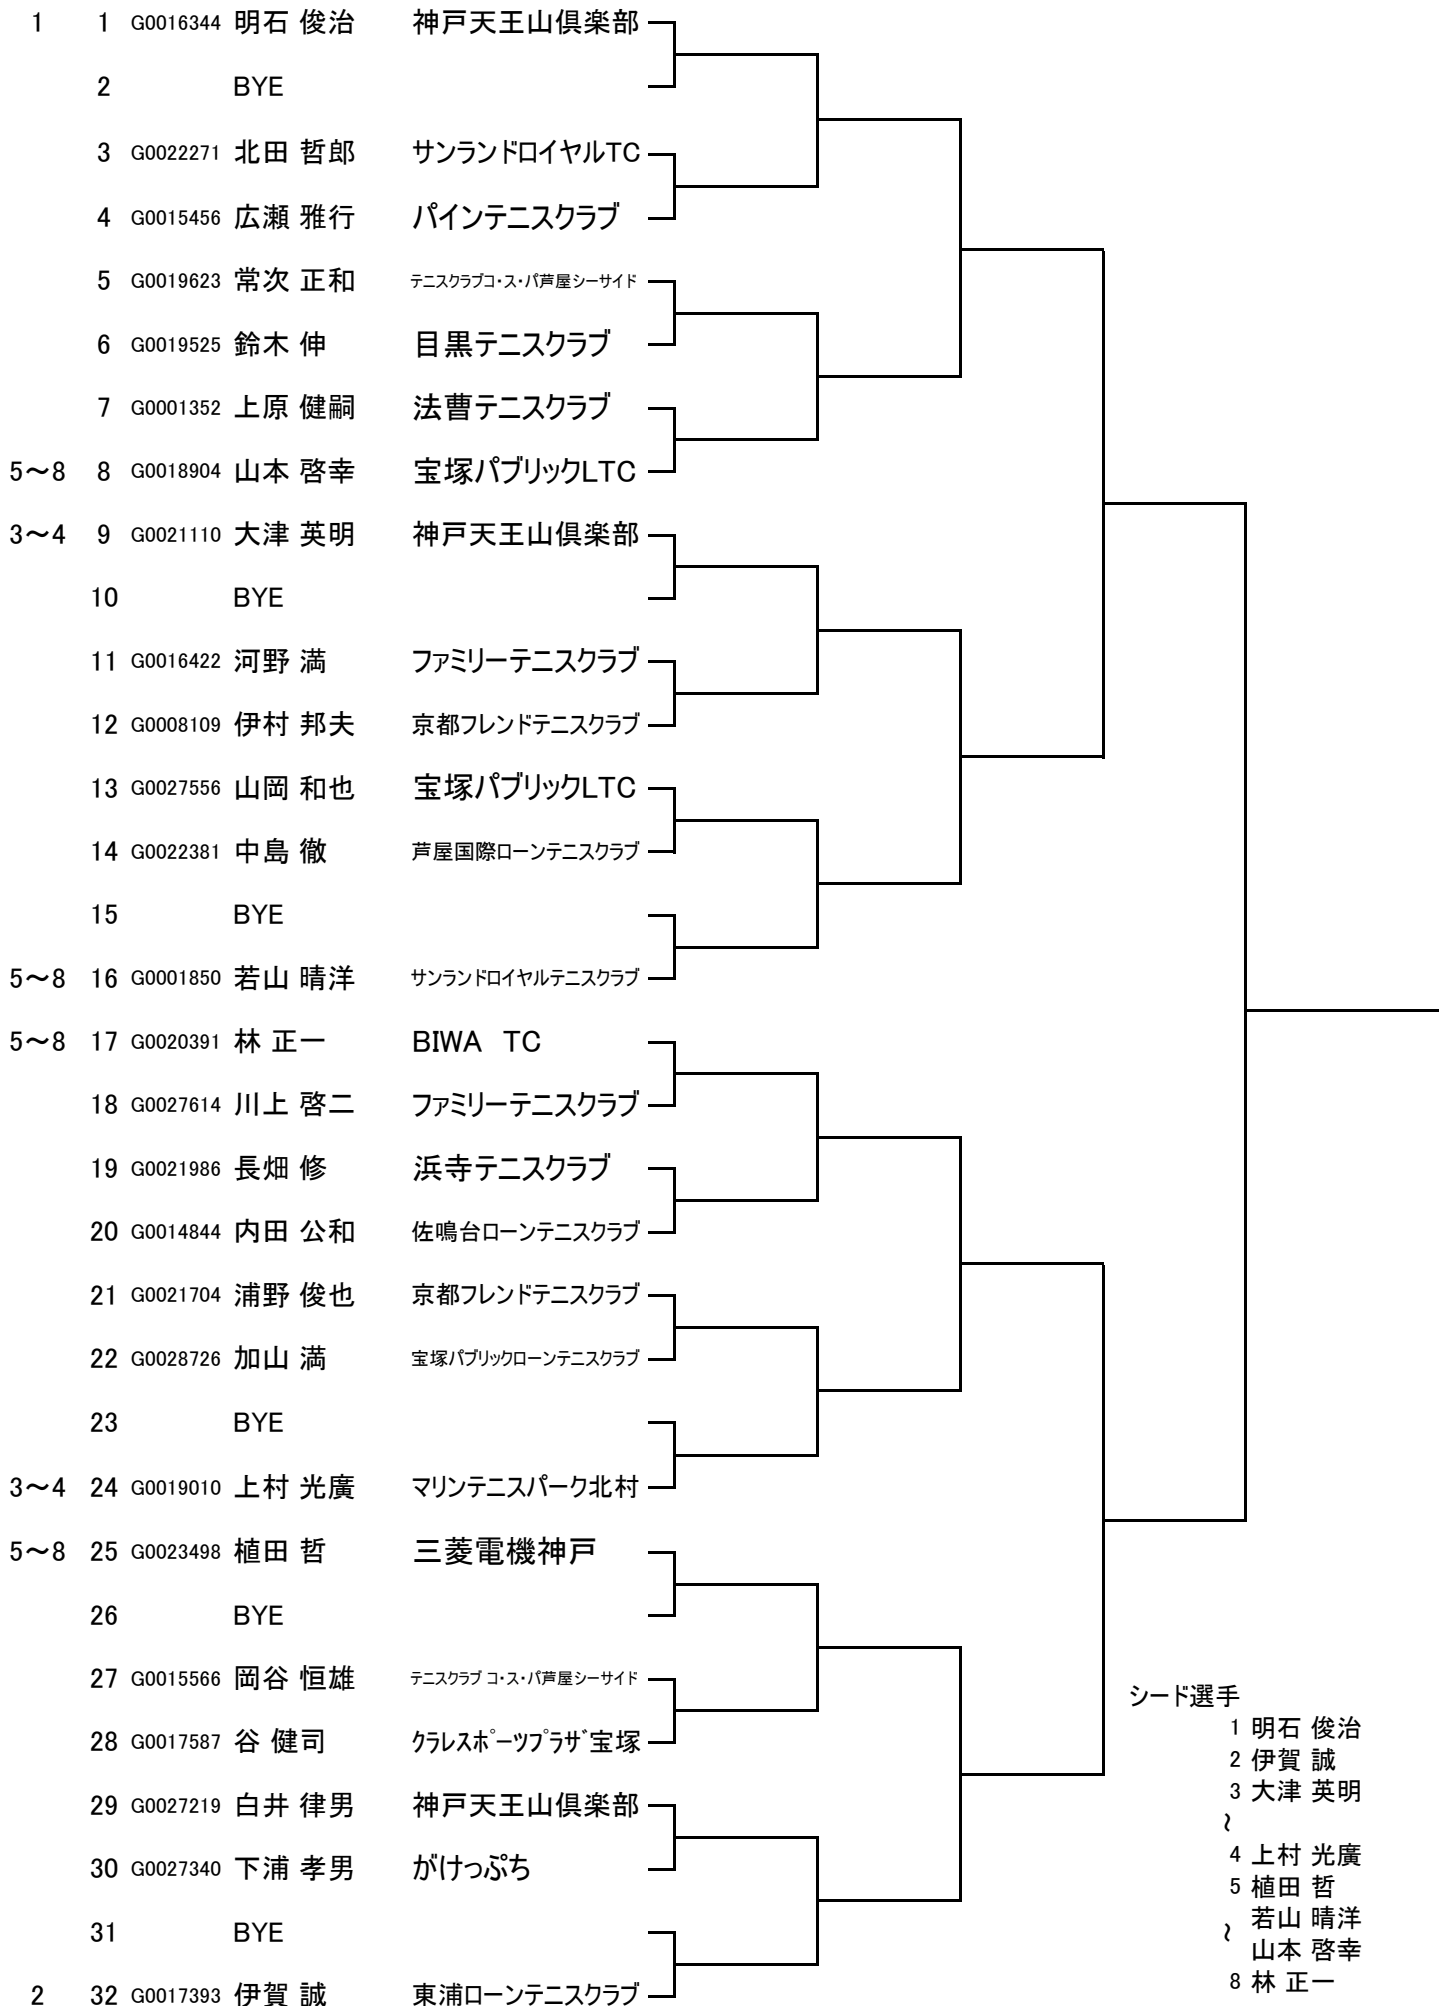 1 1 G0016344 明石 俊治 神戸天王山倶楽部
2 BYE
3 G0022271 北田 哲郎 サンランドロイヤルTC
4 G0015456 広瀬 雅行 パインテニスクラブ
5 G0019623 常次 正和 テニスクラブコ・ス・パ芦屋シーサイド
6 G0019525 鈴木 伸 目黒テニスクラブ
7 G0001352 上原 健嗣 法曹テニスクラブ
5～8 8 G0018904 山本 啓幸 宝塚パブリックLTC
3～4 9 G0021110 大津 英明 神戸天王山倶楽部
10 BYE
11 G0016422 河野 満 ファミリーテニスクラブ
12 G0008109 伊村 邦夫 京都フレンドテニスクラブ
13 G0027556 山岡 和也 宝塚パブリックLTC
14 G0022381 中島 徹 芦屋国際ローンテニスクラブ
15 BYE
5～8 16 G0001850 若山 晴洋 サンランドロイヤルテニスクラブ
5～8 17 G0020391 林 正一 BIWA　TC
18 G0027614 川上 啓二 ファミリーテニスクラブ
19 G0021986 長畑 修 浜寺テニスクラブ
20 G0014844 内田 公和 佐鳴台ローンテニスクラブ
21 G0021704 浦野 俊也 京都フレンドテニスクラブ
22 G0028726 加山 満 宝塚パブリックローンテニスクラブ
23 BYE
3～4 24 G0019010 上村 光廣 マリンテニスパーク北村
5～8 25 G0023498 植田 哲 三菱電機神戸
26 BYE
27 G0015566 岡谷 恒雄 テニスクラブ コ・ス・パ芦屋シーサイド
28 G0017587 谷 健司 ｸﾗﾚｽﾎﾟｰﾂﾌﾟﾗｻﾞ宝塚
29 G0027219 白井 律男 神戸天王山倶楽部
30 G0027340 下浦 孝男 がけっぷち
31 BYE
2 32 G0017393 伊賀 誠 東浦ローンテニスクラブ
シード選手
1 明石 俊治
2 伊賀 誠
3 大津 英明
～
4 上村 光廣
5 植田 哲
若山 晴洋
～
山本 啓幸
8 林 正一